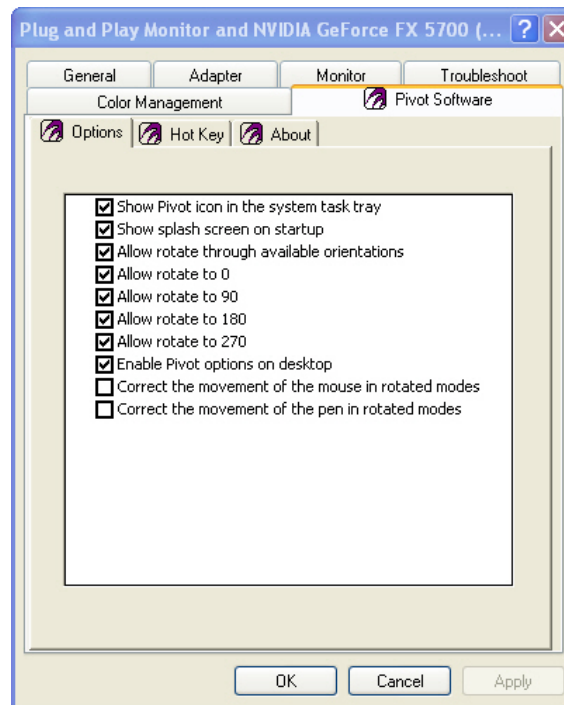 Plug and Play Monitor and NVIDIA GeForce FX 5700 (...
General Adapter Monitor Troubleshoot
Color Management Pivot Software
Options Hot Key About
Show Pivot icon in the system task tray
Show splash screen on startup
Allow rotate through available orientations
Allow rotate to 0
Allow rotate to 90
Allow rotate to 180
Allow rotate to 270
Enable Pivot options on desktop
Correct the movement of the mouse in rotated modes
Correct the movement of the pen in rotated modes
OK Cancel Apply